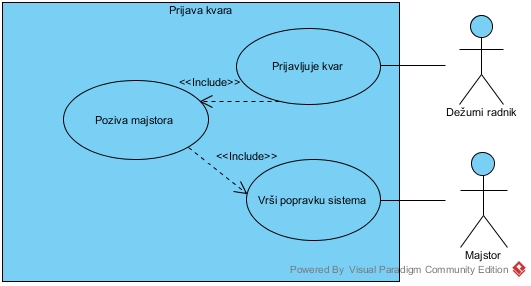 Prijava kvara
Prijavljuje kvar
<<Include>>
Poziva majstora
Dežurni radnik
<<Include>>
Vrši popravku sistema
Majstor
Powered By Visual Paradigm Community Edition